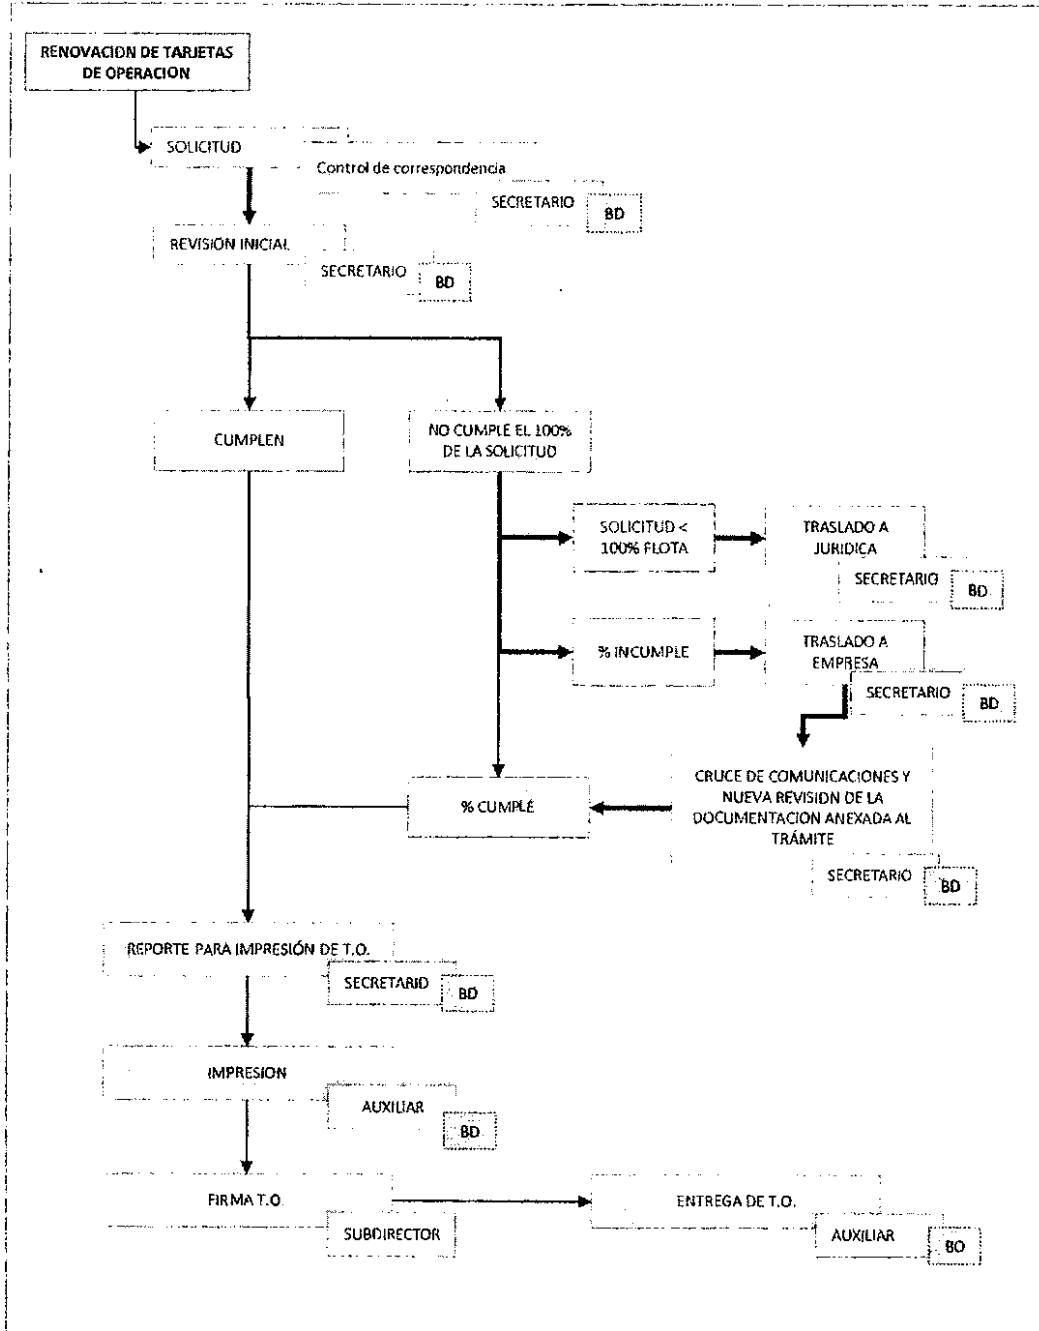 RENOVACION DE TARJETAS
DE OPERACION
SOLICITUD
Control de correspondencia
SECRETARIO
BD
REVISION INICIAL
SECRETARIO
BD
CUMPLEN
NO CUMPLE EL 100%
DE LA SOLICITUD
SOLICITUD <
100% FLOTA
TRASLADO A
JURIDICA
SECRETARIO
BD
% INCUMPLE
TRASLADO A
EMPRESA
SECRETARIO
BD
CRUCE DE COMUNICACIONES Y
NUEVA REVISION DE LA
DOCUMENTACION ANEXADA AL
TRÁMITE
SECRETARIO
BD
% CUMPLE
REPORTE PARA IMPRESIÓN DE T.O.
SECRETARIO
BD
IMPRESION
AUXILIAR
BD
FIRMA T.O.
SUBDIRECTOR
ENTREGA DE T.O.
AUXILIAR
BD